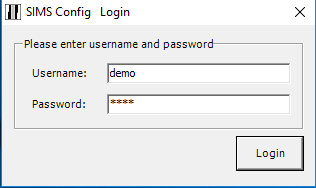 SIMS Config Login
Please enter username and password
Username: demo
Password: ****
Login